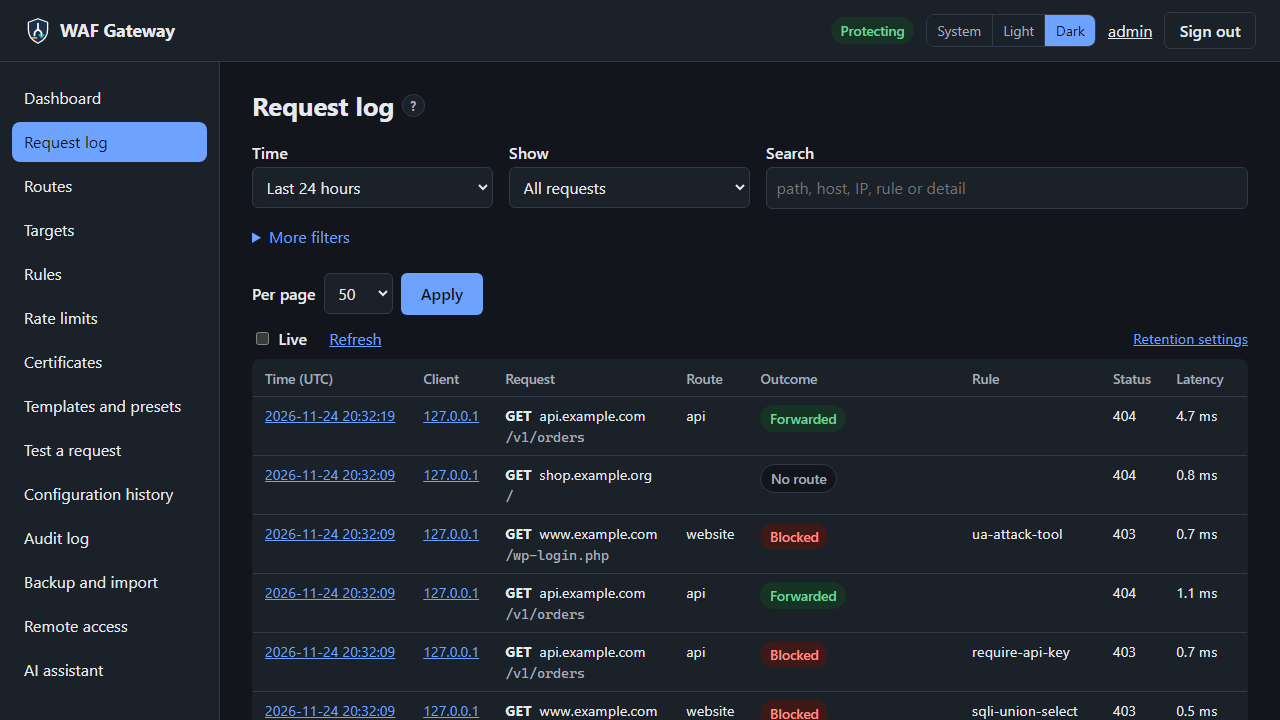 WAF Gateway
Protecting
System Light Dark
admin
Sign out
Dashboard
Request log
Routes
Targets
Rules
Rate limits
Certificates
Templates and presets
Test a request
Configuration history
Audit log
Backup and import
Remote access
AI assistant
Request log ?
Time Show Search
Last 24 hours All requests path, host, IP, rule or detail
More filters
Per page 50 Apply
Live Refresh Retention settings
Time (UTC) Client Request Route Outcome Rule Status Latency
2026-11-24 20:32:19 127.0.0.1 GET api.example.com api Forwarded 404 4.7 ms
/v1/orders
2026-11-24 20:32:09 127.0.0.1 GET shop.example.org No route 404 0.8 ms
/
2026-11-24 20:32:09 127.0.0.1 GET www.example.com website Blocked ua-attack-tool 403 0.7 ms
/wp-login.php
2026-11-24 20:32:09 127.0.0.1 GET api.example.com api Forwarded 404 1.1 ms
/v1/orders
2026-11-24 20:32:09 127.0.0.1 GET api.example.com api Blocked require-api-key 403 0.7 ms
/v1/orders
2026-11-24 20:32:09 127.0.0.1 GET www.example.com website Blocked sqli-union-select 403 0.5 ms